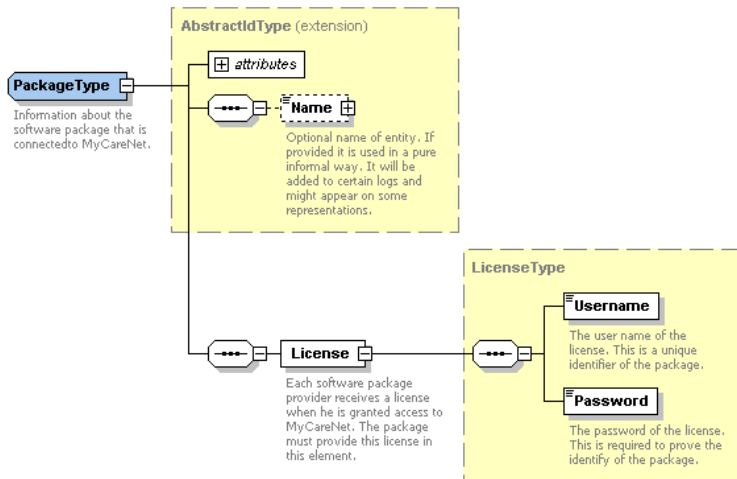 AbstractIdType (extension)
attributes
PackageType
Information about the
software package that is
connectedto MyCareNet.
Name
Optional name of entity. If
provided it is used in a pure
informal way. It will be
added to certain logs and
might appear on some
representations.
LicenseType
Username
The user name of the
license. This is a unique
identifier of the package.
License
Each software package
provider receives a license
when he is granted access to
MyCareNet. The package
must provide this license in
this element.
Password
The password of the license.
This is required to prove the
identify of the package.